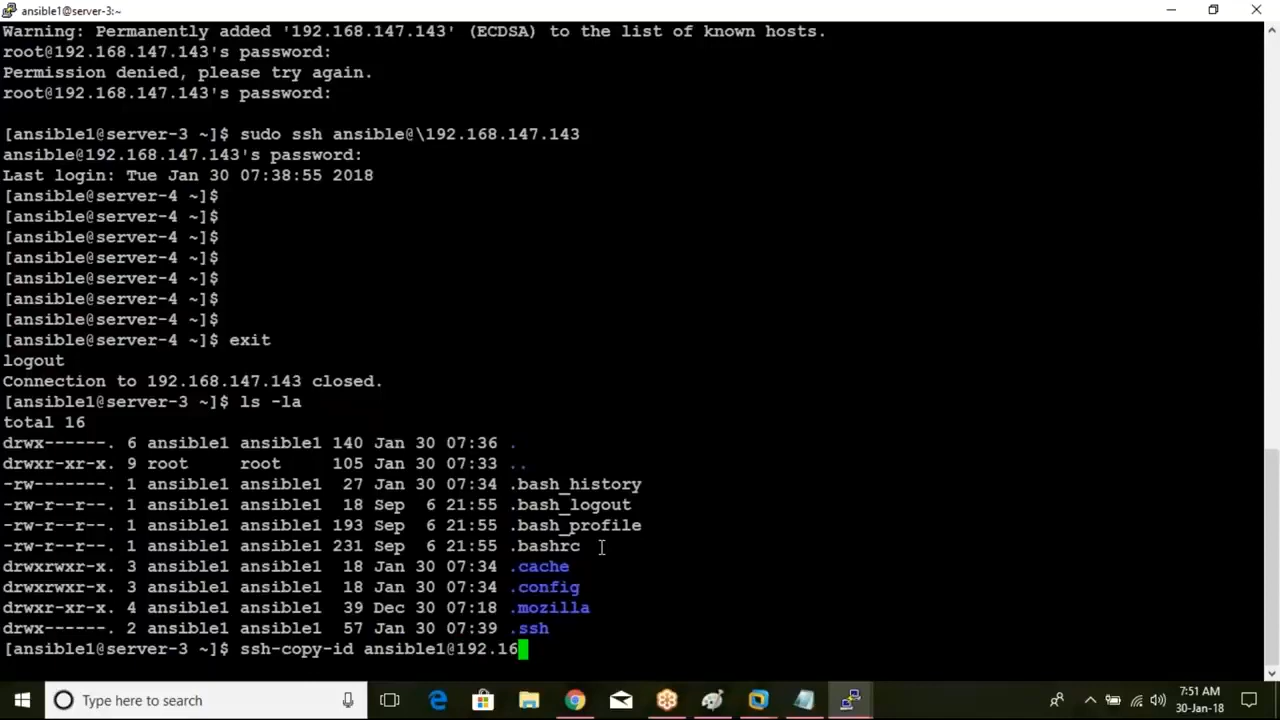 ansible1@server-3:~
Warning: Permanently added '192.168.147.143' (ECDSA) to the list of known hosts.
root@192.168.147.143's password:
Permission denied, please try again.
root@192.168.147.143's password:
[ansible1@server-3 ~]$ sudo ssh ansible@\192.168.147.143
ansible@192.168.147.143's password:
Last login: Tue Jan 30 07:38:55 2018
[ansible@server-4 ~]$
[ansible@server-4 ~]$
[ansible@server-4 ~]$
[ansible@server-4 ~]$
[ansible@server-4 ~]$
[ansible@server-4 ~]$
[ansible@server-4 ~]$
[ansible@server-4 ~]$ exit
logout
Connection to 192.168.147.143 closed.
[ansible1@server-3 ~]$ ls -la
total 16
drwx------. 6 ansible1 ansible1 140 Jan 30 07:36 .
drwxr-xr-x. 9 root     root     105 Jan 30 07:33 ..
-rw-------. 1 ansible1 ansible1  27 Jan 30 07:34 .bash_history
-rw-r--r--. 1 ansible1 ansible1  18 Sep  6 21:55 .bash_logout
-rw-r--r--. 1 ansible1 ansible1 193 Sep  6 21:55 .bash_profile
-rw-r--r--. 1 ansible1 ansible1 231 Sep  6 21:55 .bashrc
drwxrwxr-x. 3 ansible1 ansible1  18 Jan 30 07:34 .cache
drwxrwxr-x. 3 ansible1 ansible1  18 Jan 30 07:34 .config
drwxr-xr-x. 4 ansible1 ansible1  39 Dec 30 07:18 .mozilla
drwx------. 2 ansible1 ansible1  57 Jan 30 07:39 .ssh
[ansible1@server-3 ~]$ ssh-copy-id ansible1@192.16
Type here to search
7:51 AM
30-Jan-18